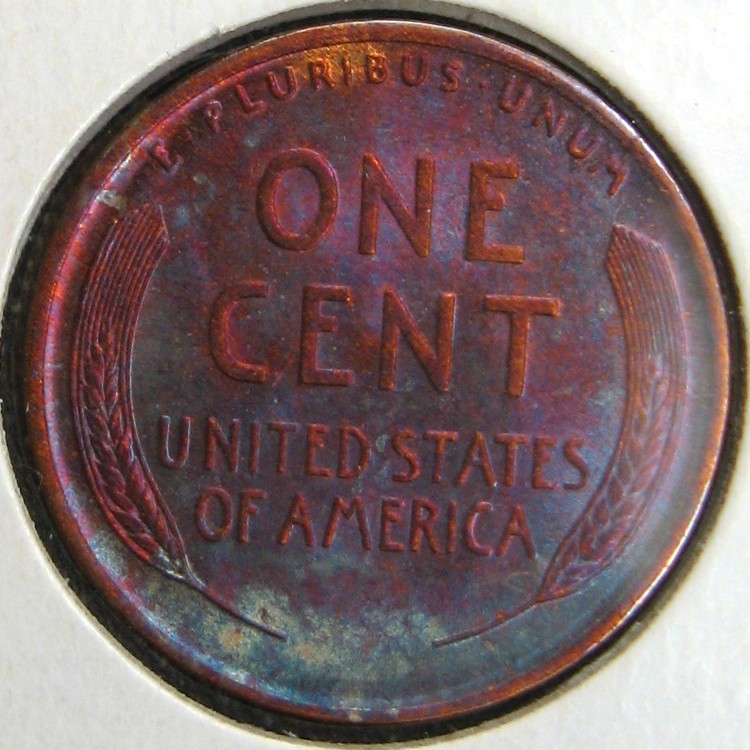 E · PLURIBUS · UNUM
ONE
CENT
UNITED STATES
OF AMERICA